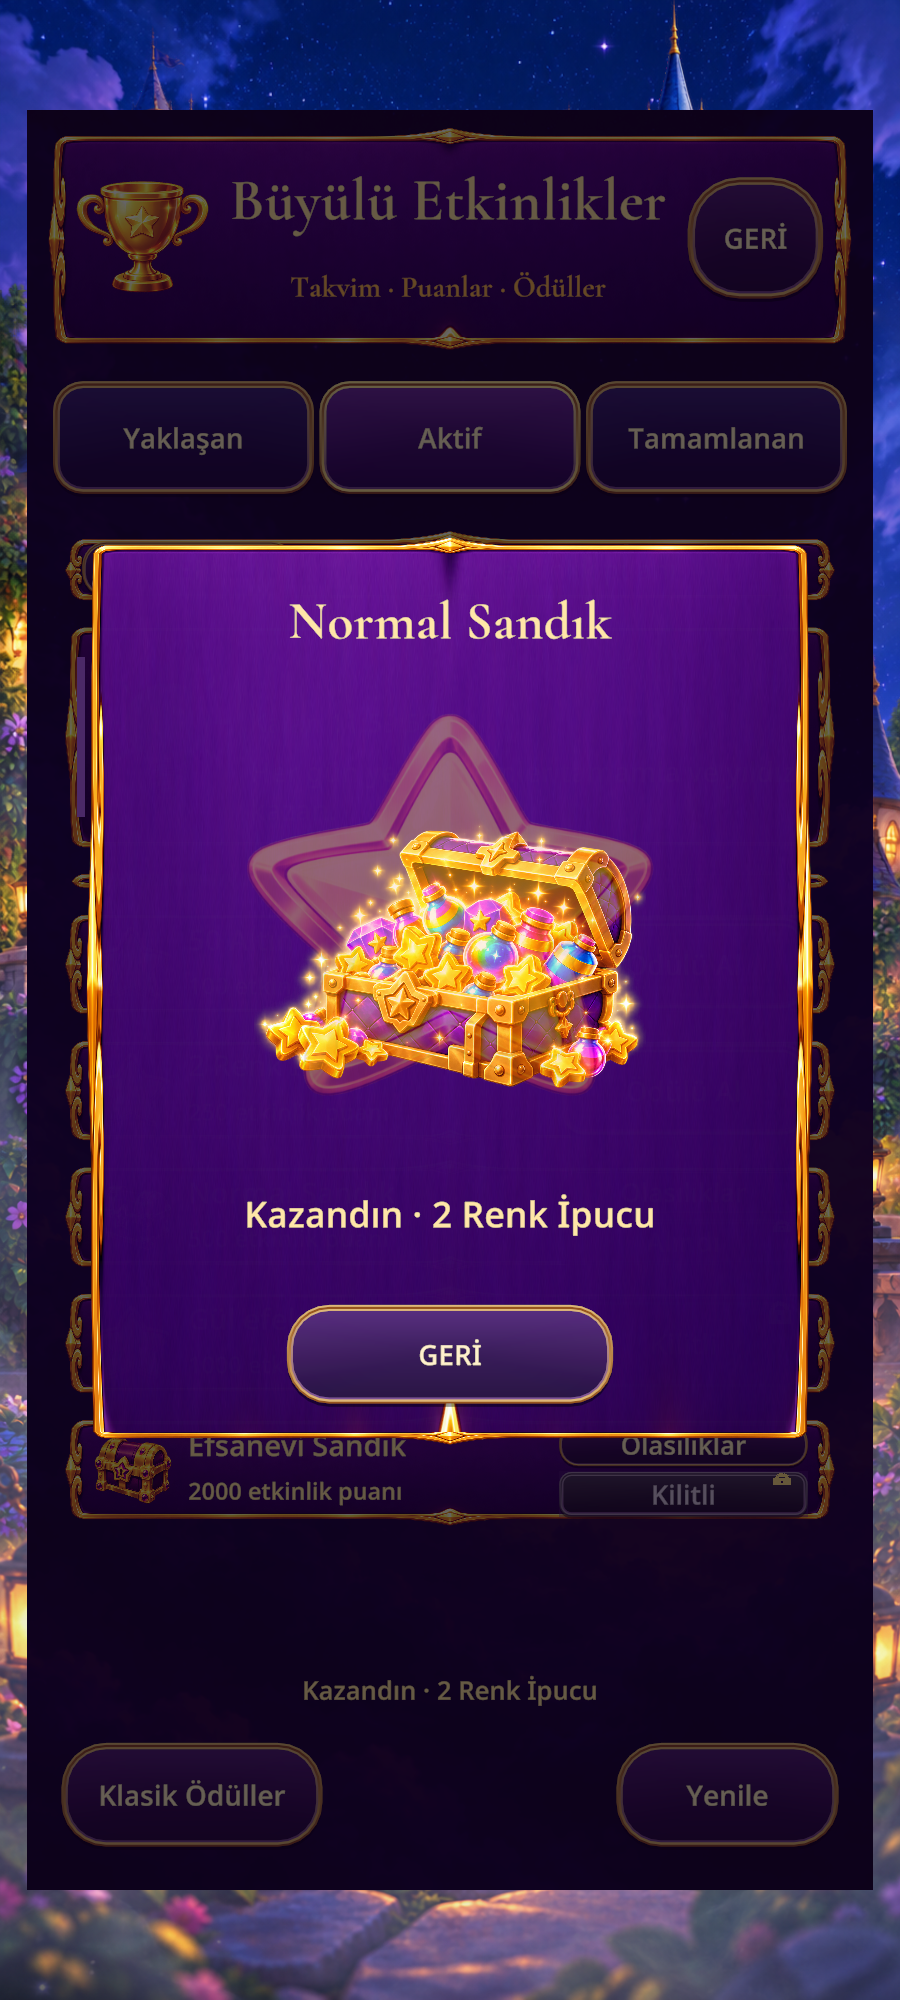 Büyülü Etkinlikler
Takvim · Puanlar · Ödüller
GERİ
Yaklaşan
Aktif
Tamamlanan
Normal Sandık
Kazandın · 2 Renk İpucu
GERİ
Efsanevi Sandık
2000 etkinlik puanı
Olasılıklar
Kilitli
Kazandın · 2 Renk İpucu
Klasik Ödüller
Yenile